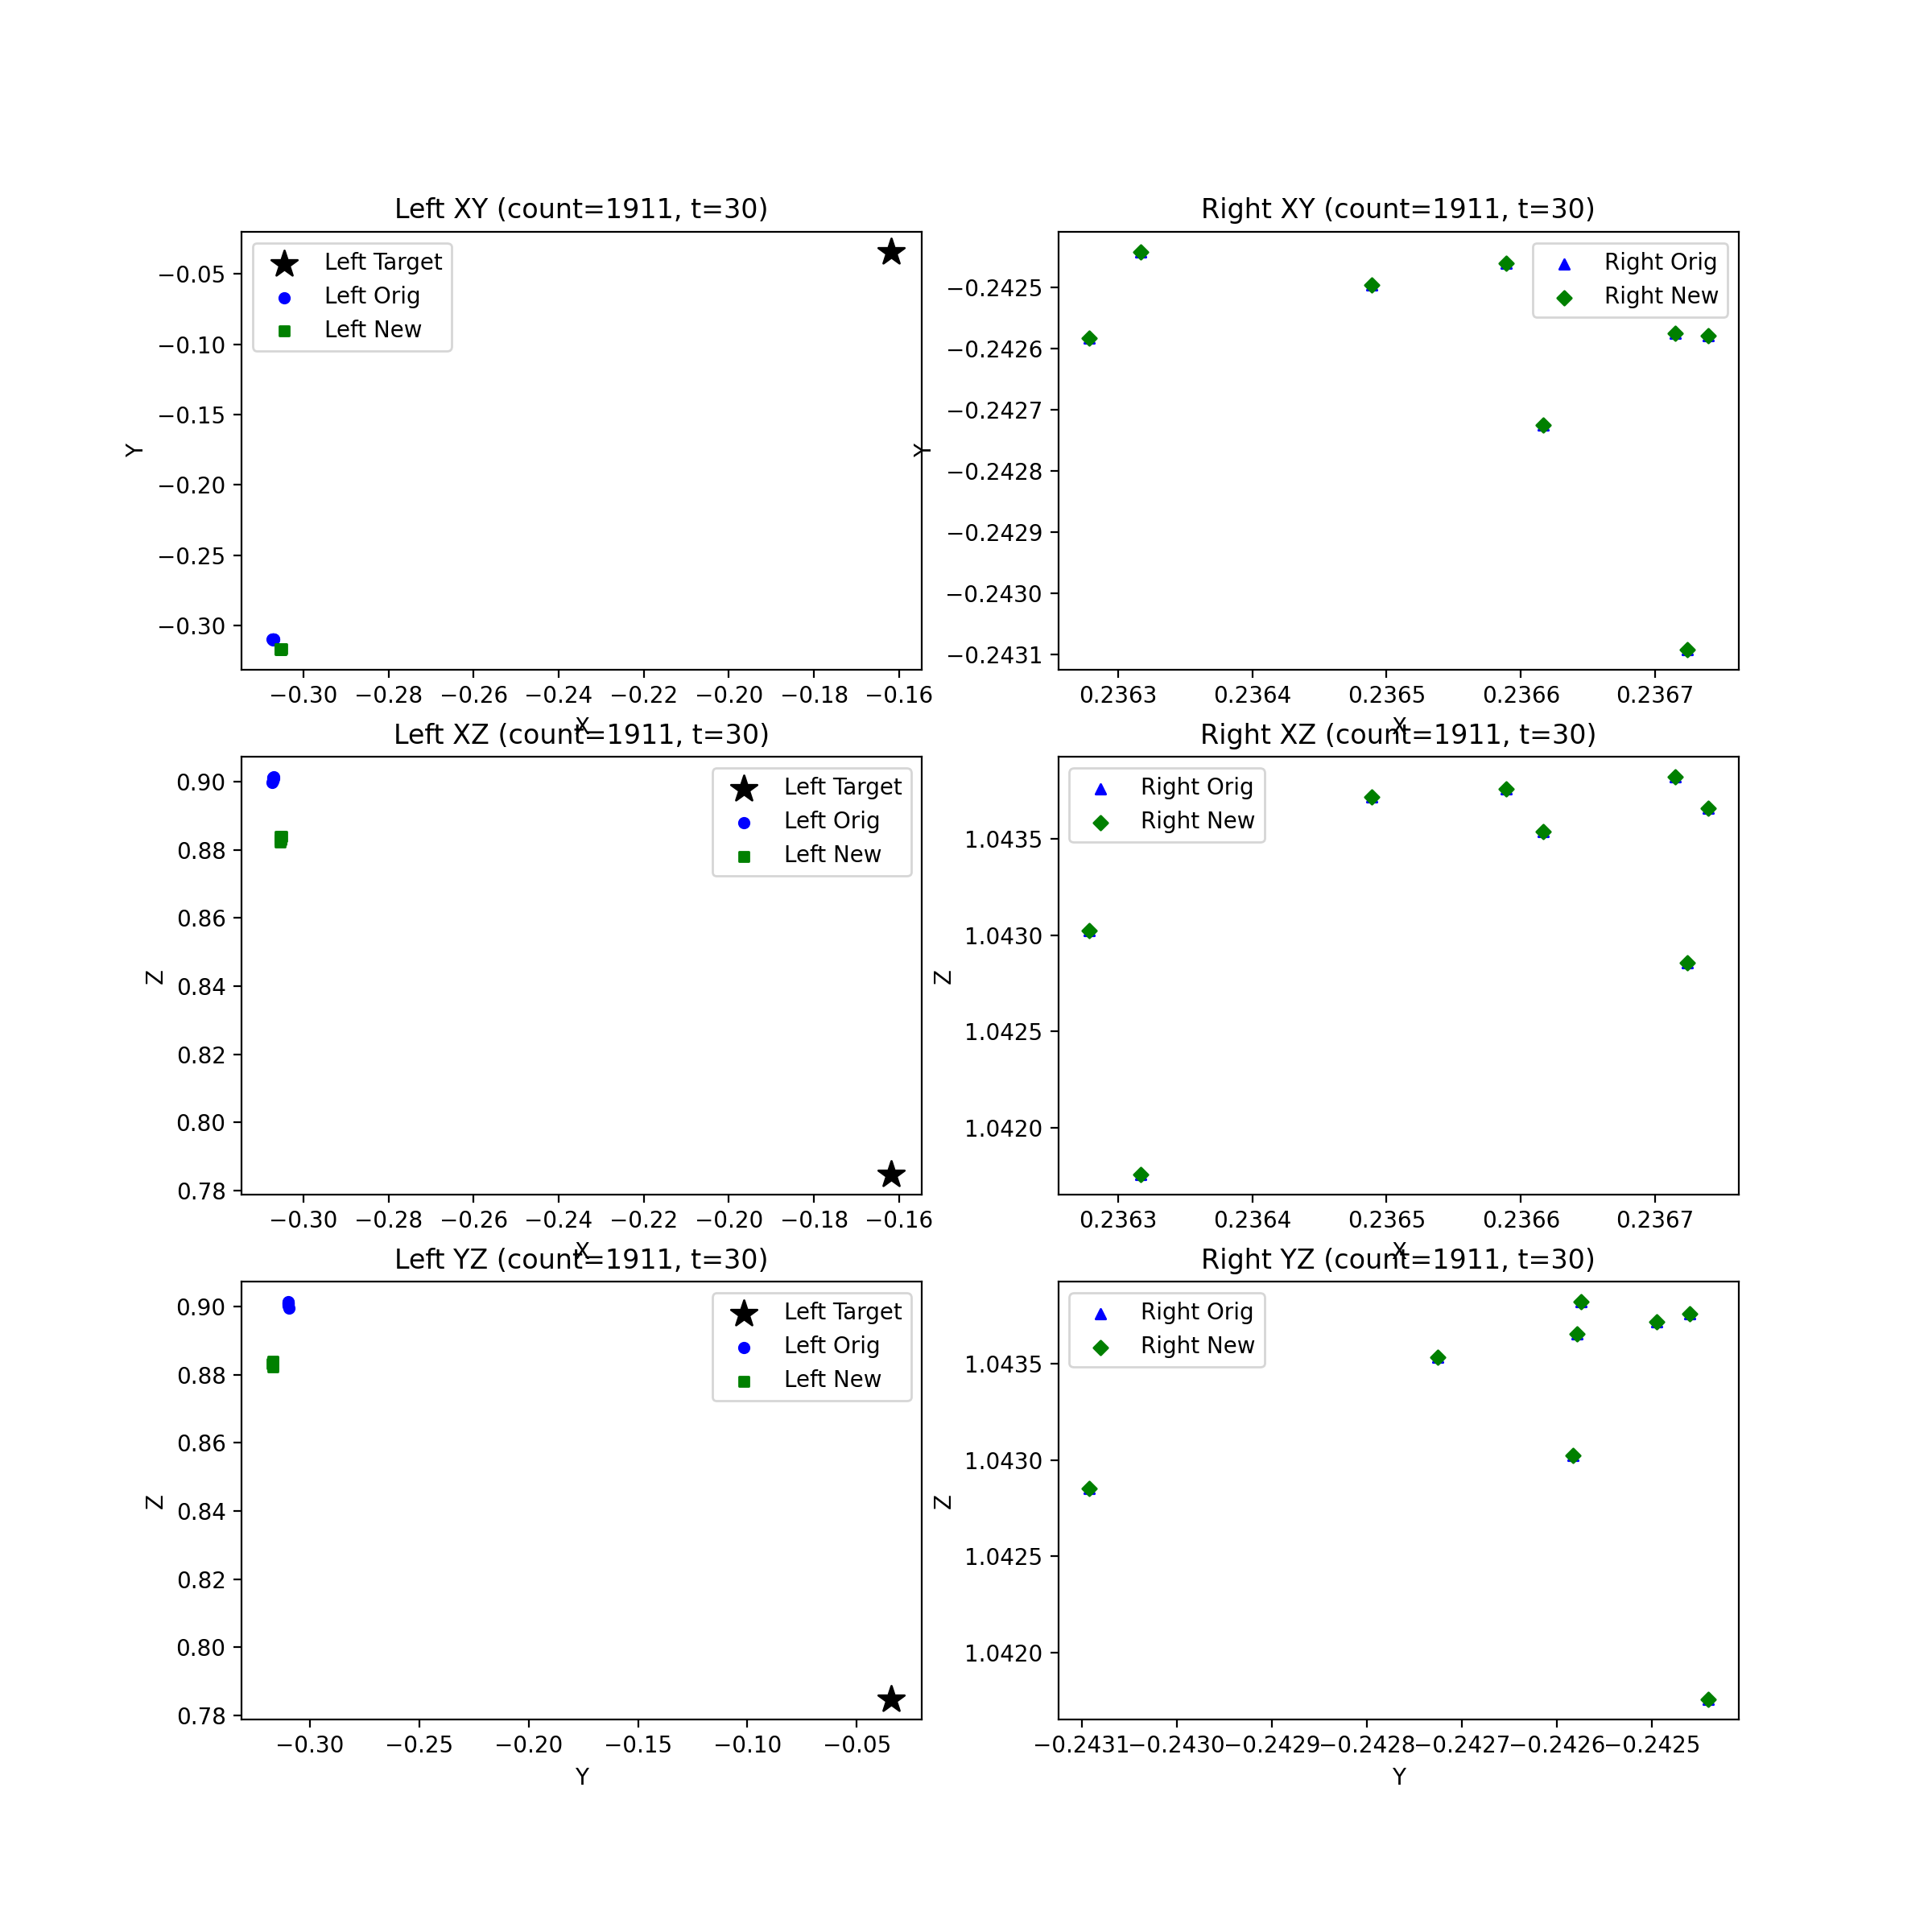 Left XY (count=1911, t=30)
Left Target
Left Orig
Left New
−0.05
−0.10
−0.15
−0.20
−0.25
−0.30
Y
−0.30 −0.28 −0.26 −0.24 −0.22 −0.20 −0.18 −0.16
X
Right XY (count=1911, t=30)
Right Orig
Right New
−0.2425
−0.2426
−0.2427
−0.2428
−0.2429
−0.2430
−0.2431
Y
0.2363 0.2364 0.2365 0.2366 0.2367
X
Left XZ (count=1911, t=30)
Left Target
Left Orig
Left New
0.90
0.88
0.86
0.84
0.82
0.80
0.78
Z
−0.30 −0.28 −0.26 −0.24 −0.22 −0.20 −0.18 −0.16
X
Right XZ (count=1911, t=30)
Right Orig
Right New
1.0435
1.0430
1.0425
1.0420
Z
0.2363 0.2364 0.2365 0.2366 0.2367
X
Left YZ (count=1911, t=30)
Left Target
Left Orig
Left New
0.90
0.88
0.86
0.84
0.82
0.80
0.78
Z
−0.30 −0.25 −0.20 −0.15 −0.10 −0.05
Y
Right YZ (count=1911, t=30)
Right Orig
Right New
1.0435
1.0430
1.0425
1.0420
Z
−0.2431 −0.2430 −0.2429 −0.2428 −0.2427 −0.2426 −0.2425
Y